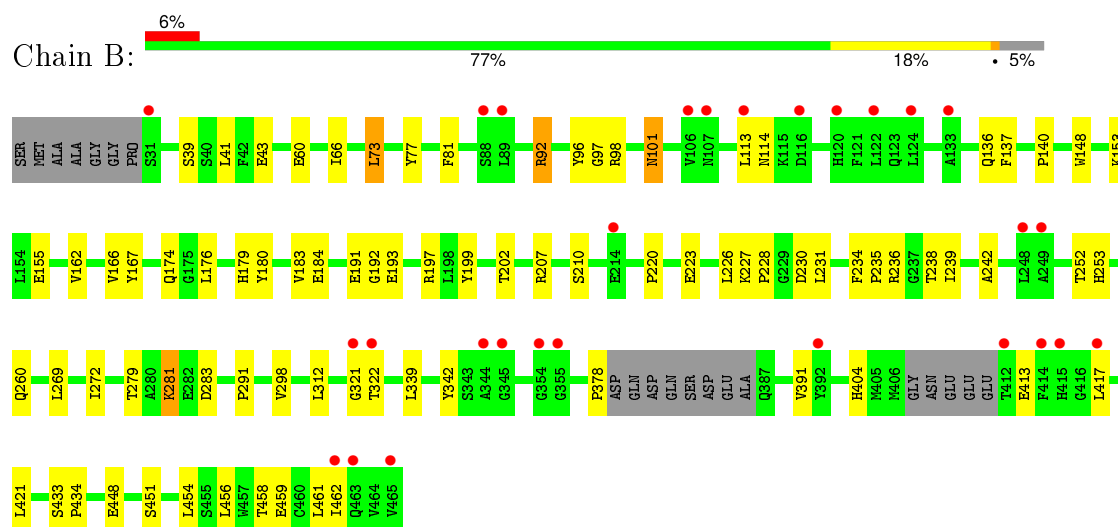 6%
Chain B:
77% 18% • 5%
SER MET ALA ALA GLY GLY PRO S31 S39 S40 L41 F42 E43 E60 I66 L73 Y77 F81 S88 L89 R92 Y96 G97 R98 N101 V106 N107 L113 N114 K115 D116 H120 F121 L122 Q123 L124 A133 Q136 F137 P140 W148 K153
L154 E155 V162 V166 Y167 Q174 G175 L176 H179 Y180 V183 E184 E191 G192 E193 R197 L198 Y199 T202 R207 S210 E214 P220 E223 L226 K227 P228 G229 D230 L231 F234 P235 R236 G237 T238 I239 A242 L248 A249 T252 H253
Q260 L269 I272 T279 A280 K281 E282 D283 P291 V298 L312 G321 T322 L339 Y342 S343 A344 G345 G354 G355 P378 ASP GLN ASP GLN SER ASP GLU ALA Q387 V391 Y392 H404 M405 M406 GLY ASN GLU GLU GLU T412 E413 F414 H415 G416 L417
L421 S433 P434 E448 S451 L454 S455 L456 W457 T458 E459 C460 L461 I462 Q463 V464 V465